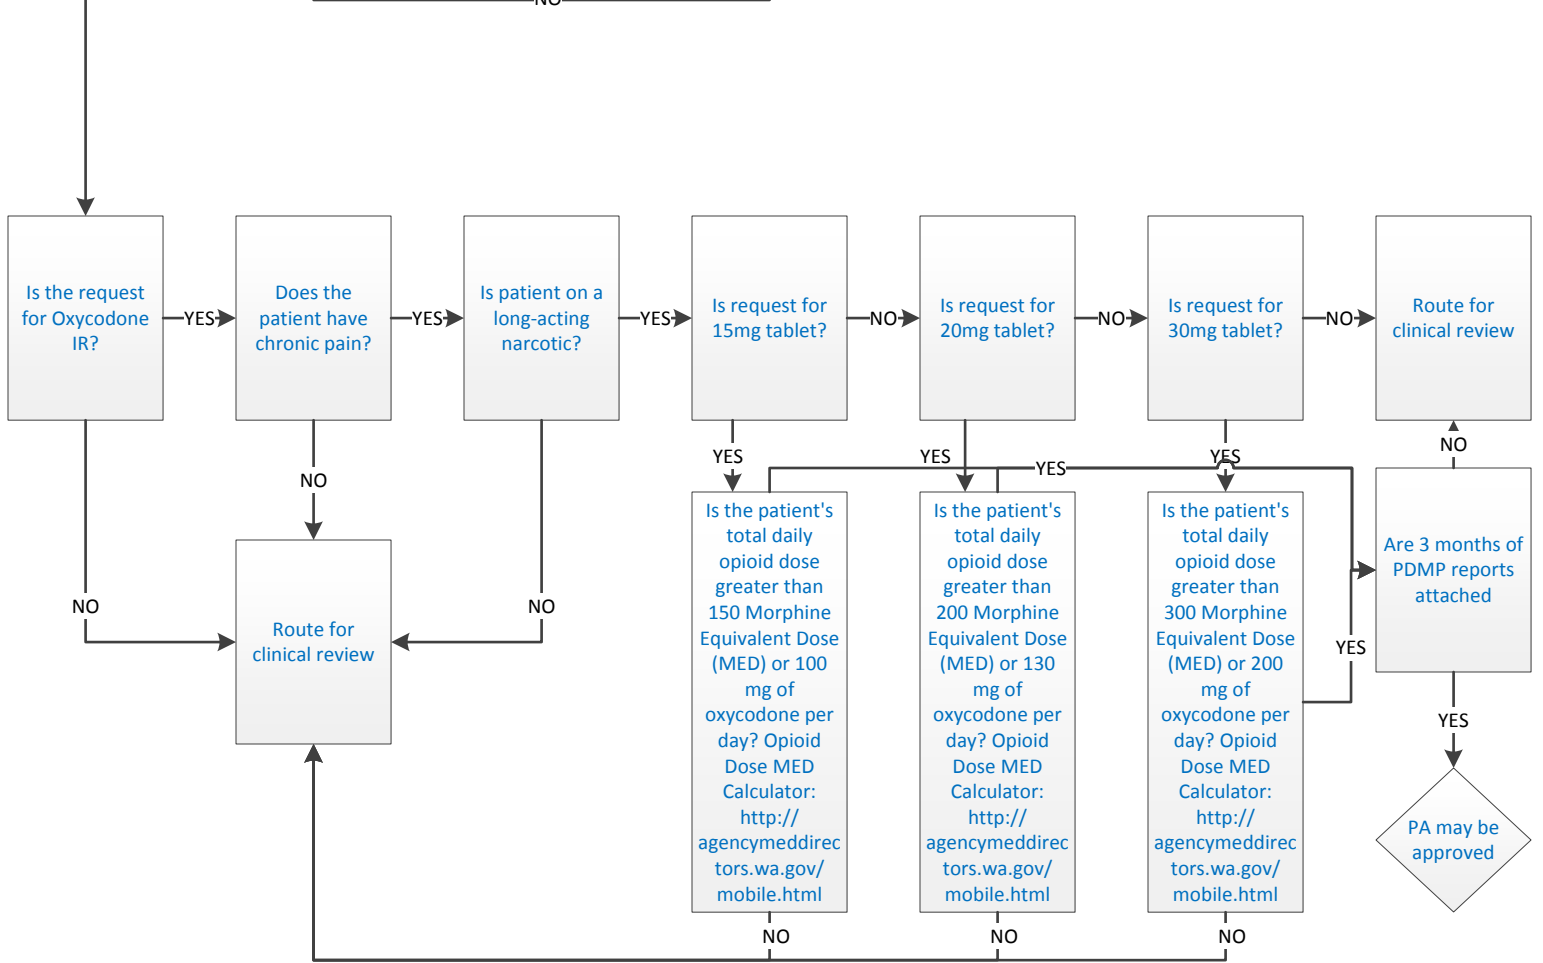 NO
Is the request
for Oxycodone
IR?
YES
Does the
patient have
chronic pain?
YES
Is patient on a
long-acting
narcotic?
YES
Is request for
15mg tablet?
NO
Is request for
20mg tablet?
NO
Is request for
30mg tablet?
NO
Route for
clinical review
NO
NO
NO
Route for
clinical review
YES
YES
YES
YES
NO
Is the patient's
total daily
opioid dose
greater than
150 Morphine
Equivalent Dose
(MED) or 100
mg of
oxycodone per
day? Opioid
Dose MED
Calculator:
http://
agencymeddirec
tors.wa.gov/
mobile.html
Is the patient's
total daily
opioid dose
greater than
200 Morphine
Equivalent Dose
(MED) or 130
mg of
oxycodone per
day? Opioid
Dose MED
Calculator:
http://
agencymeddirec
tors.wa.gov/
mobile.html
Is the patient's
total daily
opioid dose
greater than
300 Morphine
Equivalent Dose
(MED) or 200
mg of
oxycodone per
day? Opioid
Dose MED
Calculator:
http://
agencymeddirec
tors.wa.gov/
mobile.html
YES
Are 3 months of
PDMP reports
attached
YES
PA may be
approved
NO
NO
NO